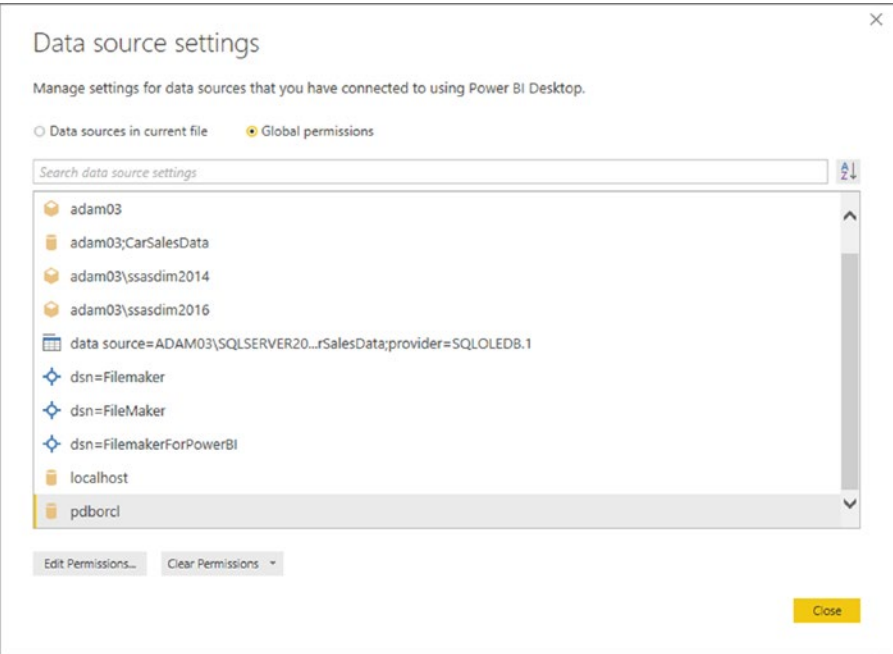 Data source settings
Manage settings for data sources that you have connected to using Power BI Desktop.
Data sources in current file Global permissions
Search data source settings
A
Z
adam03
adam03;CarSalesData
adam03\ssasdim2014
adam03\ssasdim2016
data source=ADAM03\SQLSERVER20...rSalesData;provider=SQLOLEDB.1
dsn=Filemaker
dsn=FileMaker
dsn=FilemakerForPowerBI
localhost
pdborcl
Edit Permissions... Clear Permissions
Close